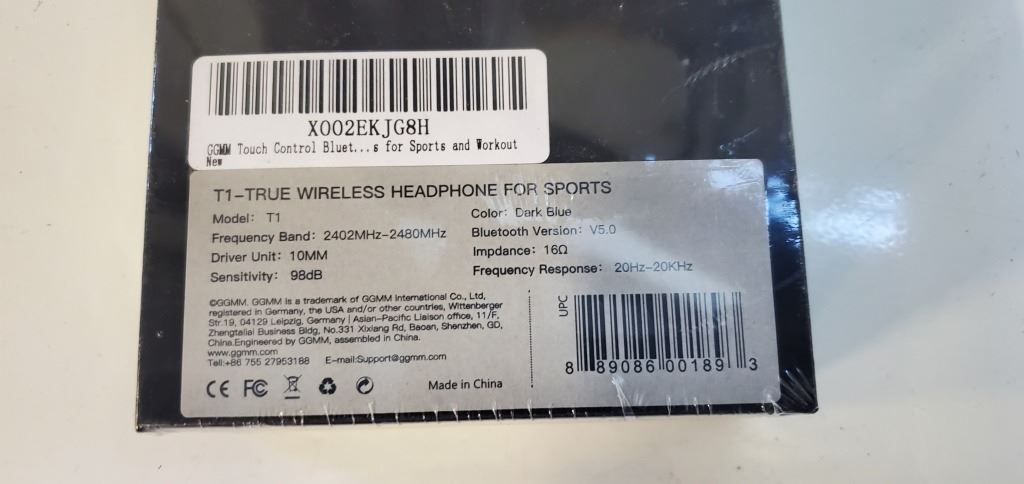 X002EKJG8H
GGMM Touch Control Bluet...s for Sports and Workout
New
T1-TRUE WIRELESS HEADPHONE FOR SPORTS
Model: T1
Color: Dark Blue
Frequency Band: 2402MHz-2480MHz
Bluetooth Version: V5.0
Driver Unit: 10MM
Impdance: 16Ω
Sensitivity: 98dB
Frequency Response: 20Hz-20KHz
©GGMM. GGMM is a trademark of GGMM International Co., Ltd,
registered in Germany, the USA and/or other countries, Wittenberger
Str.19, 04129 Leipzig, Germany | Asian-Pacific Liaison office, 11/F,
Zhengtailai Business Bldg, No.331 Xixiang Rd, Baoan, Shenzhen, GD,
China.Engineered by GGMM, assembled in China.
www.ggmm.com
Tell:+86 755 27953188 E-mail:Support@ggmm.com
CE FC
Made in China
UPC
8 89086 00189 3